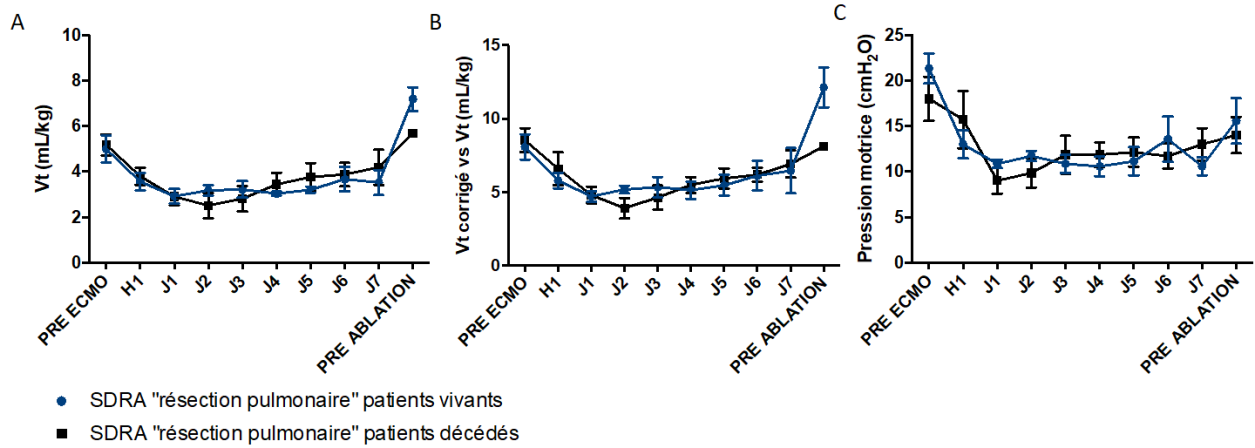 A
Vt (mL/kg)
10
8
6
4
2
0
PRE ECMO
H1
J1
J2
J3
J4
J5
J6
J7
PRE ABLATION
B
Vt corrigé vs Vt (mL/kg)
15
10
5
0
PRE ECMO
H1
J1
J2
J3
J4
J5
J6
J7
PRE ABLATION
C
Pression motrice (cmH₂O)
25
20
15
10
5
0
PRE ECMO
H1
J1
J2
J3
J4
J5
J6
J7
PRE ABLATION
SDRA "résection pulmonaire" patients vivants
SDRA "résection pulmonaire" patients décédés